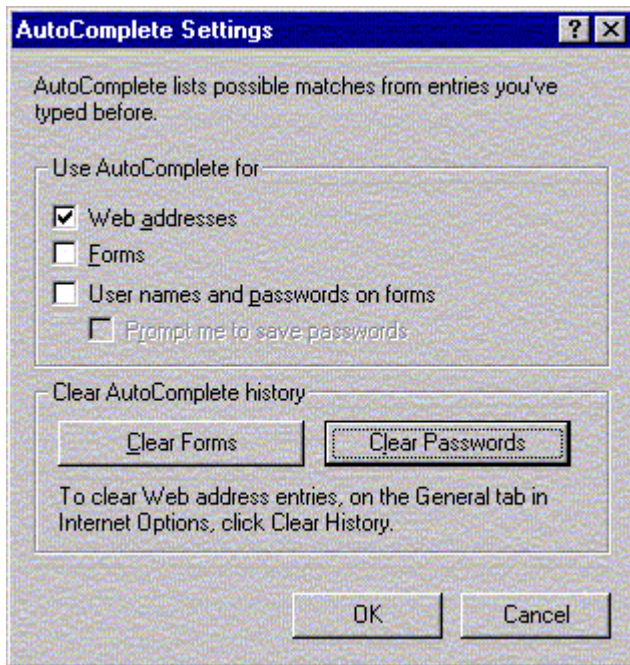 AutoComplete Settings
AutoComplete lists possible matches from entries you've
typed before.
Use AutoComplete for
Web addresses
Forms
User names and passwords on forms
Prompt me to save passwords
Clear AutoComplete history
Clear Forms
Clear Passwords
To clear Web address entries, on the General tab in
Internet Options, click Clear History.
OK
Cancel